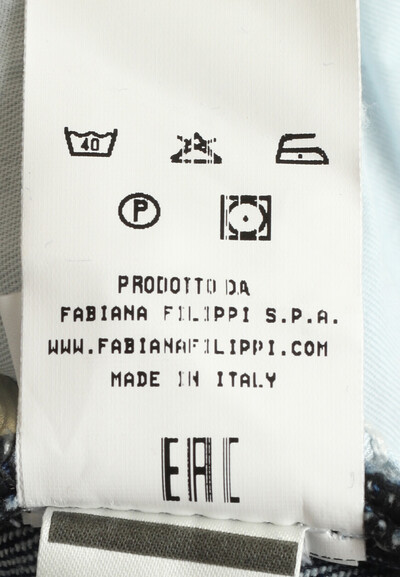 40
P
PRODOTTO DA
FABIANA FILIPPI S.P.A.
WWW.FABIANAFILIPPI.COM
MADE IN ITALY
EAC